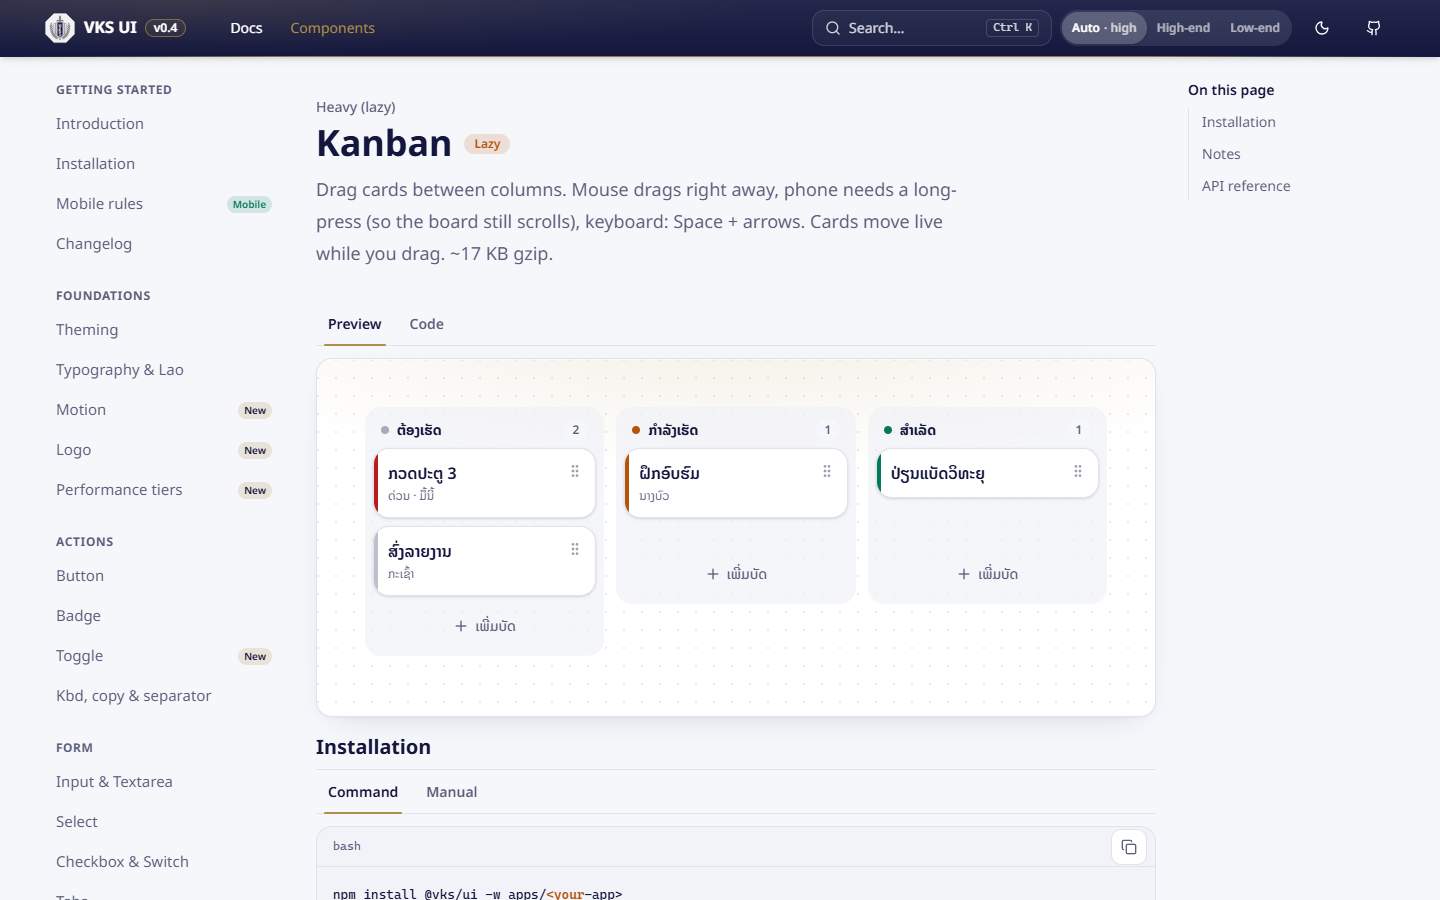 VKS UI v0.4
Docs
Components
Search...
Ctrl K
Auto · high
High-end
Low-end
GETTING STARTED
Introduction
Installation
Mobile rules
Mobile
Changelog
FOUNDATIONS
Theming
Typography & Lao
Motion
New
Logo
New
Performance tiers
New
ACTIONS
Button
Badge
Toggle
New
Kbd, copy & separator
FORM
Input & Textarea
Select
Checkbox & Switch
Heavy (lazy)
Kanban
Lazy
Drag cards between columns. Mouse drags right away, phone needs a long-
press (so the board still scrolls), keyboard: Space + arrows. Cards move live
while you drag. ~17 KB gzip.
Preview
Code
ຕ້ອງເຮັດ
2
ກວດປະຕູ 3
ດ່ວນ · ມື້ນີ້
ສົ່ງລາຍງານ
ກະເຊົ້າ
+ ເພີ່ມບັດ
ກຳລັງເຮັດ
1
ຝຶກອົບຮົມ
ນາງບົວ
+ ເພີ່ມບັດ
ສຳເລັດ
1
ປ່ຽນແບັດວິທະຍຸ
+ ເພີ່ມບັດ
Installation
Command
Manual
bash
npm install @vks/ui -w apps/<your-app>
On this page
Installation
Notes
API reference